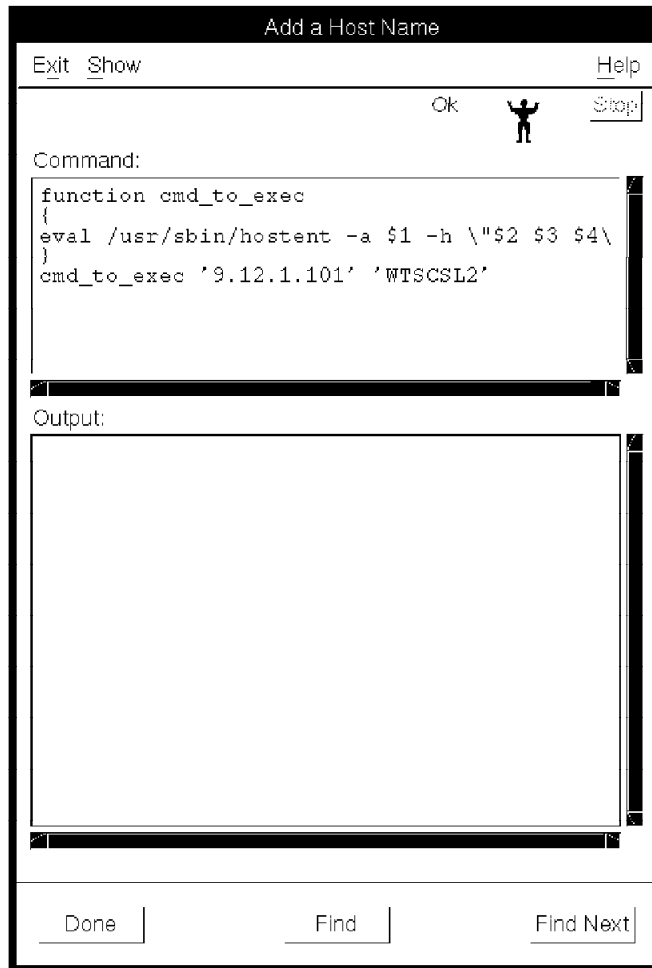 Add a Host Name
Exit Show Help
Ok Stop
Command:
function cmd_to_exec
{
eval /usr/sbin/hostent -a $1 -h \"$2 $3 $4\
}
cmd_to_exec '9.12.1.101' 'WTSCSL2'
Output:
Done Find Find Next